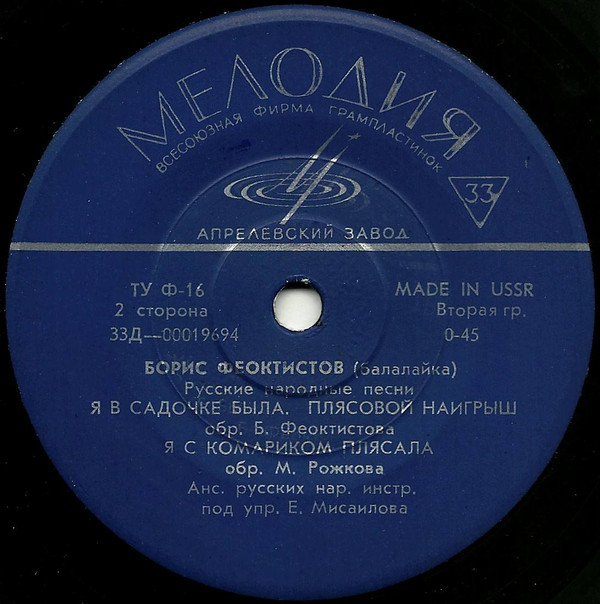 МЕЛОДИЯ
ВСЕСОЮЗНАЯ ФИРМА ГРАМПЛАСТИНОК
33
АПРЕЛЕВСКИЙ ЗАВОД
ТУ Ф-16 MADE IN USSR
2 сторона Вторая гр.
33Д—00019694 0-45
БОРИС ФЕОКТИСТОВ (балалайка)
Русские народные песни
Я В САДОЧКЕ БЫЛА. ПЛЯСОВОЙ НАИГРЫШ
обр. Б. Феоктистова
Я С КОМАРИКОМ ПЛЯСАЛА
обр. М. Рожкова
Анс. русских нар. инстр.
под упр. Е. Мисаилова